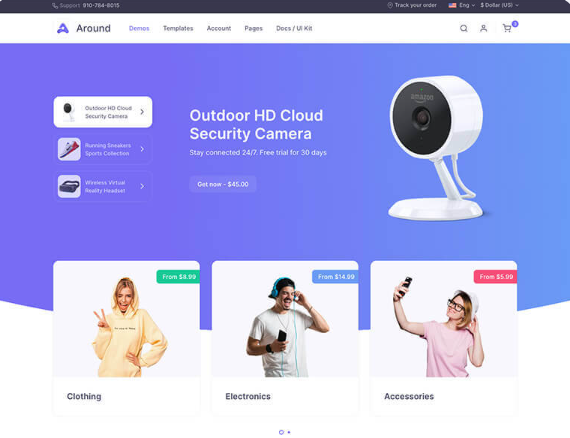 Support 910-784-8015
Track your order
Eng
$ Dollar (US)
Around
Demos
Templates
Account
Pages
Docs / UI Kit
Outdoor HD Cloud
Security Camera
Running Sneakers
Sports Collection
Wireless Virtual
Reality Headset
Outdoor HD Cloud
Security Camera
Stay connected 24/7. Free trial for 30 days
Get now - $45.00
amazon
From $8.99
From $14.99
From $5.99
Clothing
Electronics
Accessories